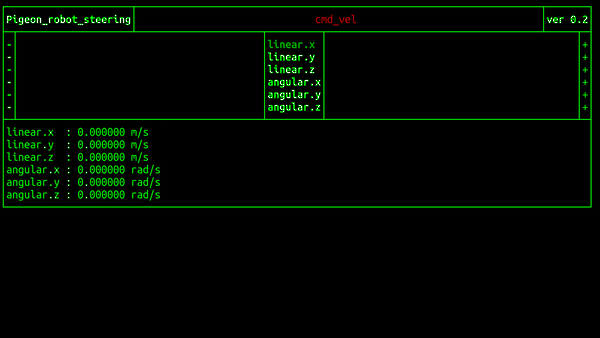 Pigeon_robot_steering cmd_vel ver 0.2
- linear.x +
- linear.y +
- linear.z +
- angular.x +
- angular.y +
- angular.z +
linear.x : 0.000000 m/s
linear.y : 0.000000 m/s
linear.z : 0.000000 m/s
angular.x : 0.000000 rad/s
angular.y : 0.000000 rad/s
angular.z : 0.000000 rad/s